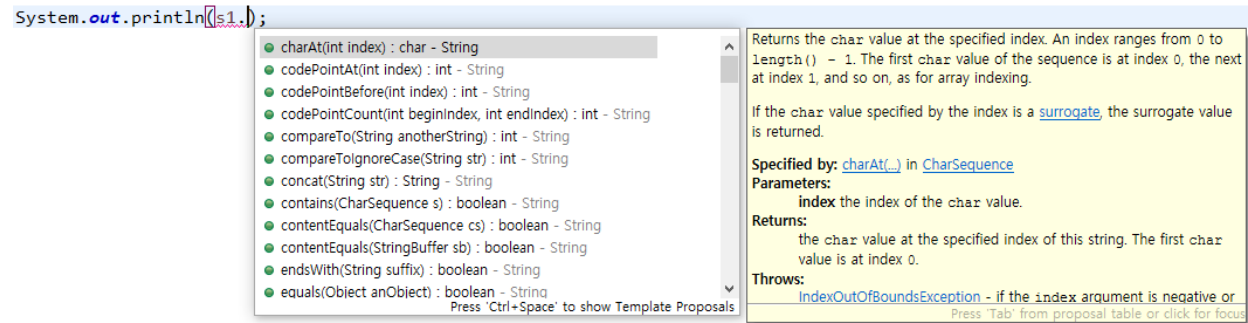 System.out.println(s1.);
charAt(int index) : char - String
codePointAt(int index) : int - String
codePointBefore(int index) : int - String
codePointCount(int beginIndex, int endIndex) : int - String
compareTo(String anotherString) : int - String
compareToIgnoreCase(String str) : int - String
concat(String str) : String - String
contains(CharSequence s) : boolean - String
contentEquals(CharSequence cs) : boolean - String
contentEquals(StringBuffer sb) : boolean - String
endsWith(String suffix) : boolean - String
equals(Object anObject) : boolean - String
Press 'Ctrl+Space' to show Template Proposals
Returns the char value at the specified index. An index ranges from 0 to
length() - 1. The first char value of the sequence is at index 0, the next
at index 1, and so on, as for array indexing.
If the char value specified by the index is a surrogate, the surrogate value
is returned.
Specified by: charAt(...) in CharSequence
Parameters:
index the index of the char value.
Returns:
the char value at the specified index of this string. The first char
value is at index 0.
Throws:
IndexOutOfBoundsException - if the index argument is negative or
Press 'Tab' from proposal table or click for focus